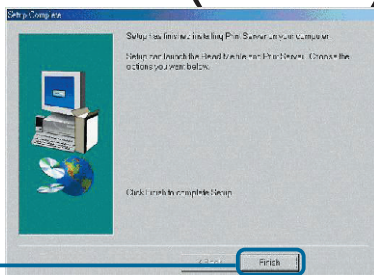 Setup Complete
Setup has finished installing Print Server on your computer.
Setup can launch the Read Me file and Print Server. Choose the
options you want below.
Click Finish to complete Setup.
Finish